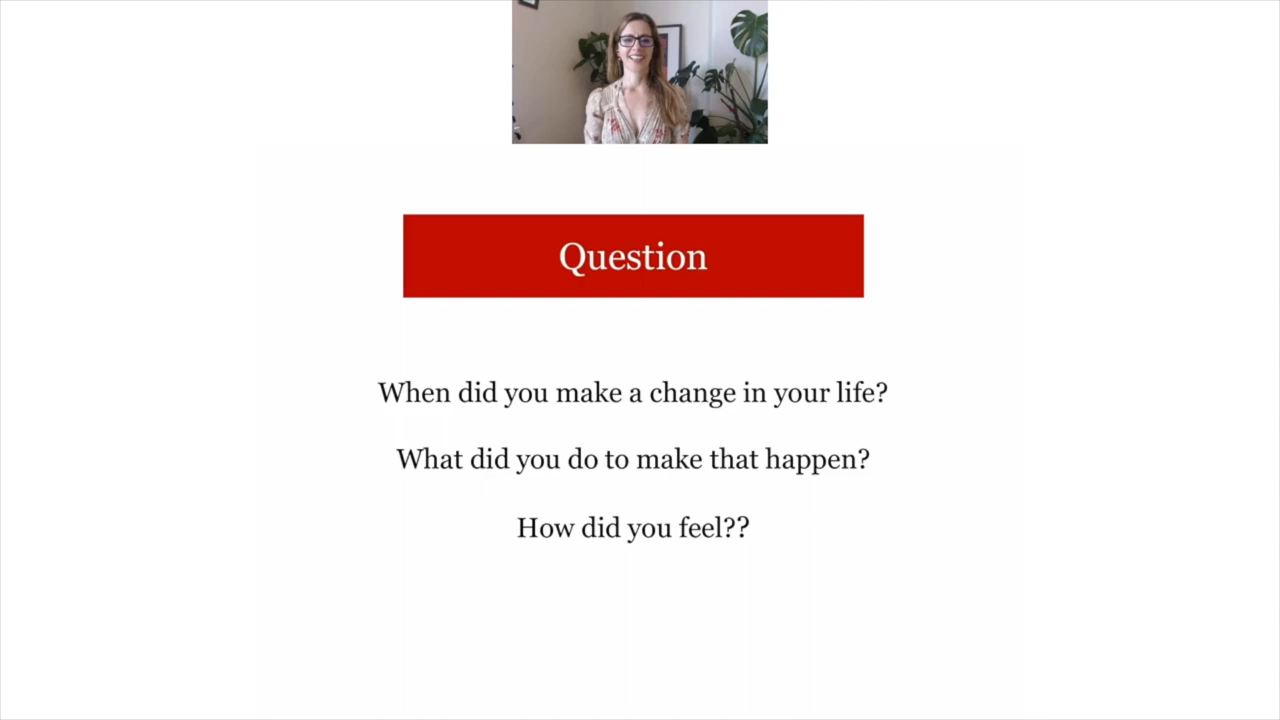 Question
When did you make a change in your life?
What did you do to make that happen?
How did you feel??